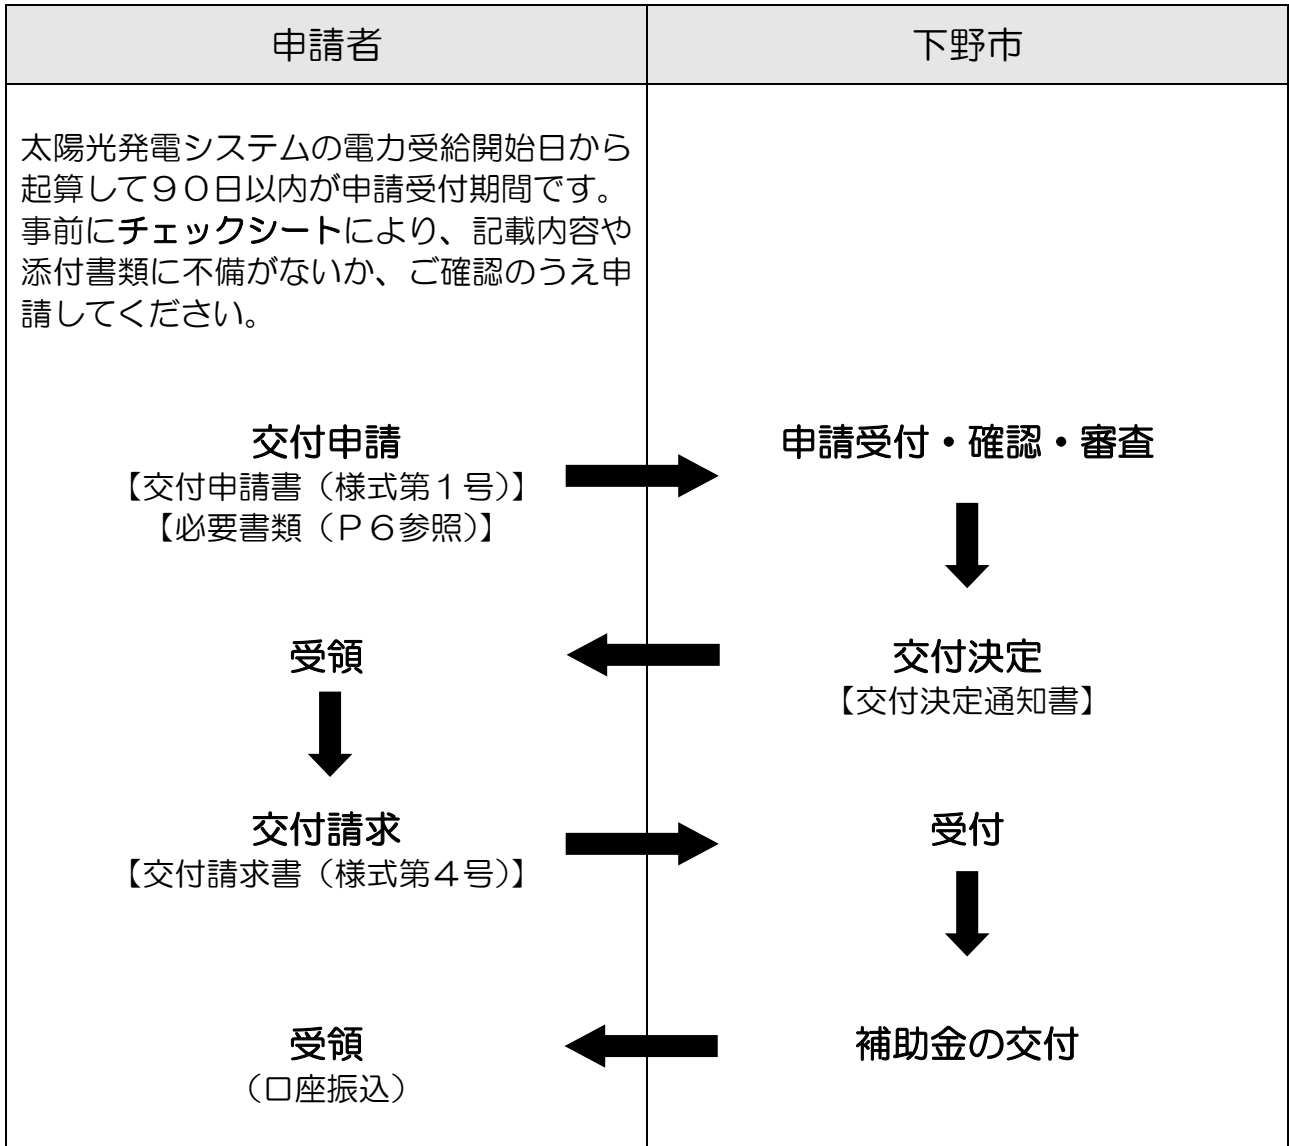 申請者
下野市
太陽光発電システムの電力受給開始日から
起算して９０日以内が申請受付期間です。
事前にチェックシートにより、記載内容や
添付書類に不備がないか、ご確認のうえ申
請してください。
交付申請
【交付申請書（様式第１号）】
【必要書類（Ｐ６参照）】
申請受付・確認・審査
交付決定
【交付決定通知書】
受領
交付請求
【交付請求書（様式第４号）】
受付
補助金の交付
受領
（口座振込）